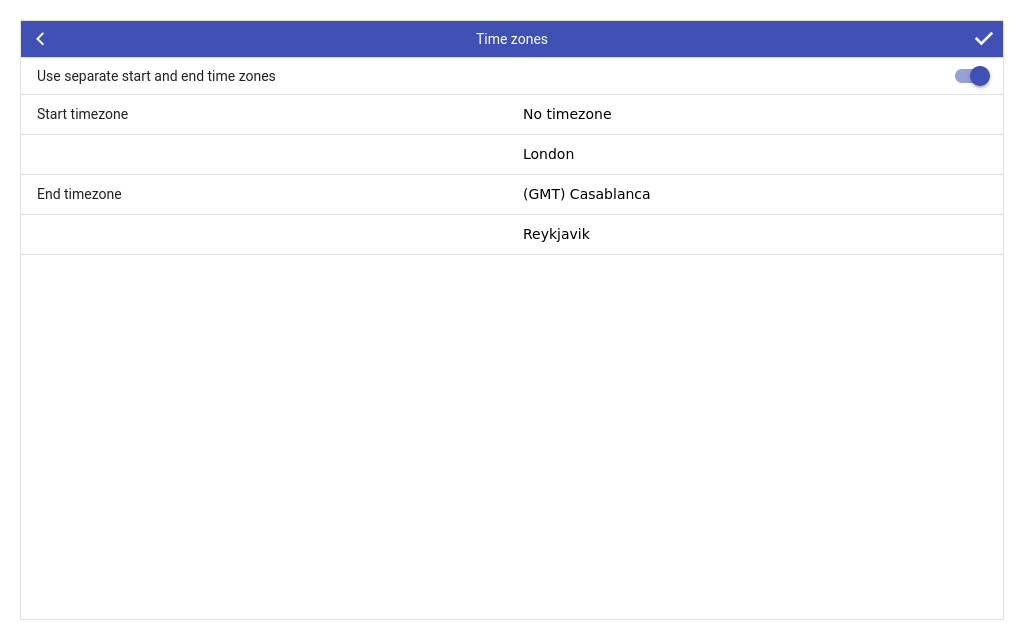 Time zones
Use separate start and end time zones
Start timezone No timezone
London
End timezone (GMT) Casablanca
Reykjavik